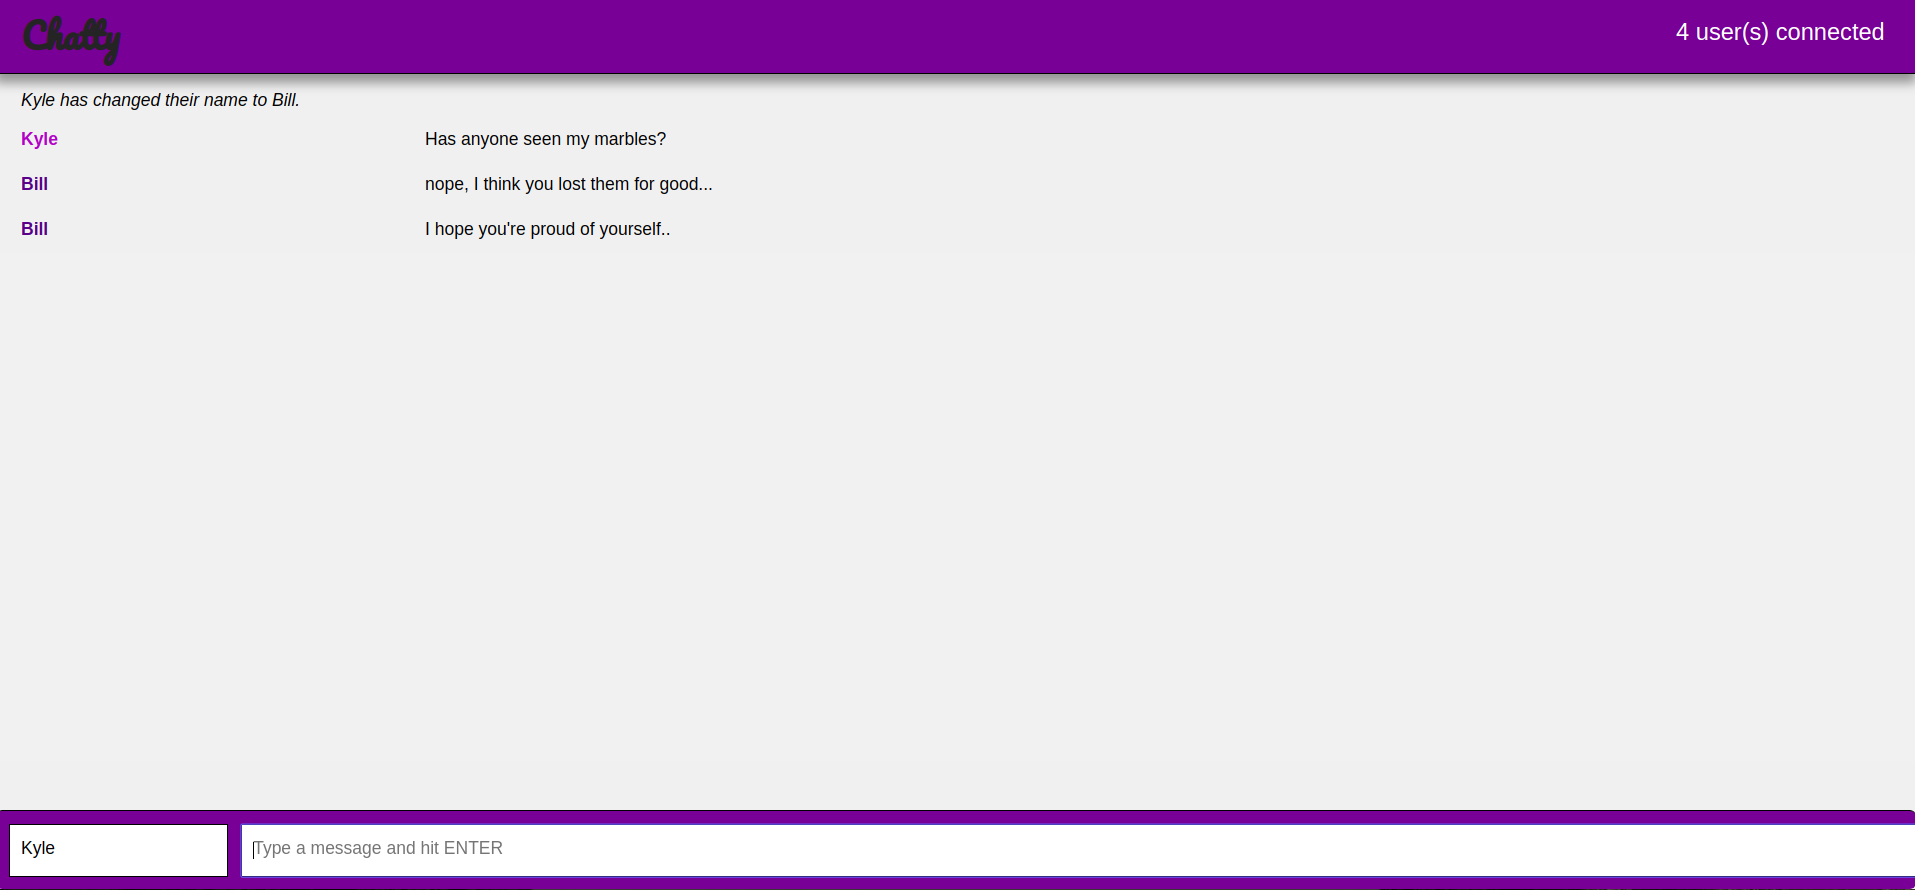 Chatty
4 user(s) connected
Kyle has changed their name to Bill.
Kyle Has anyone seen my marbles?
Bill nope, I think you lost them for good...
Bill I hope you're proud of yourself..
Kyle Type a message and hit ENTER